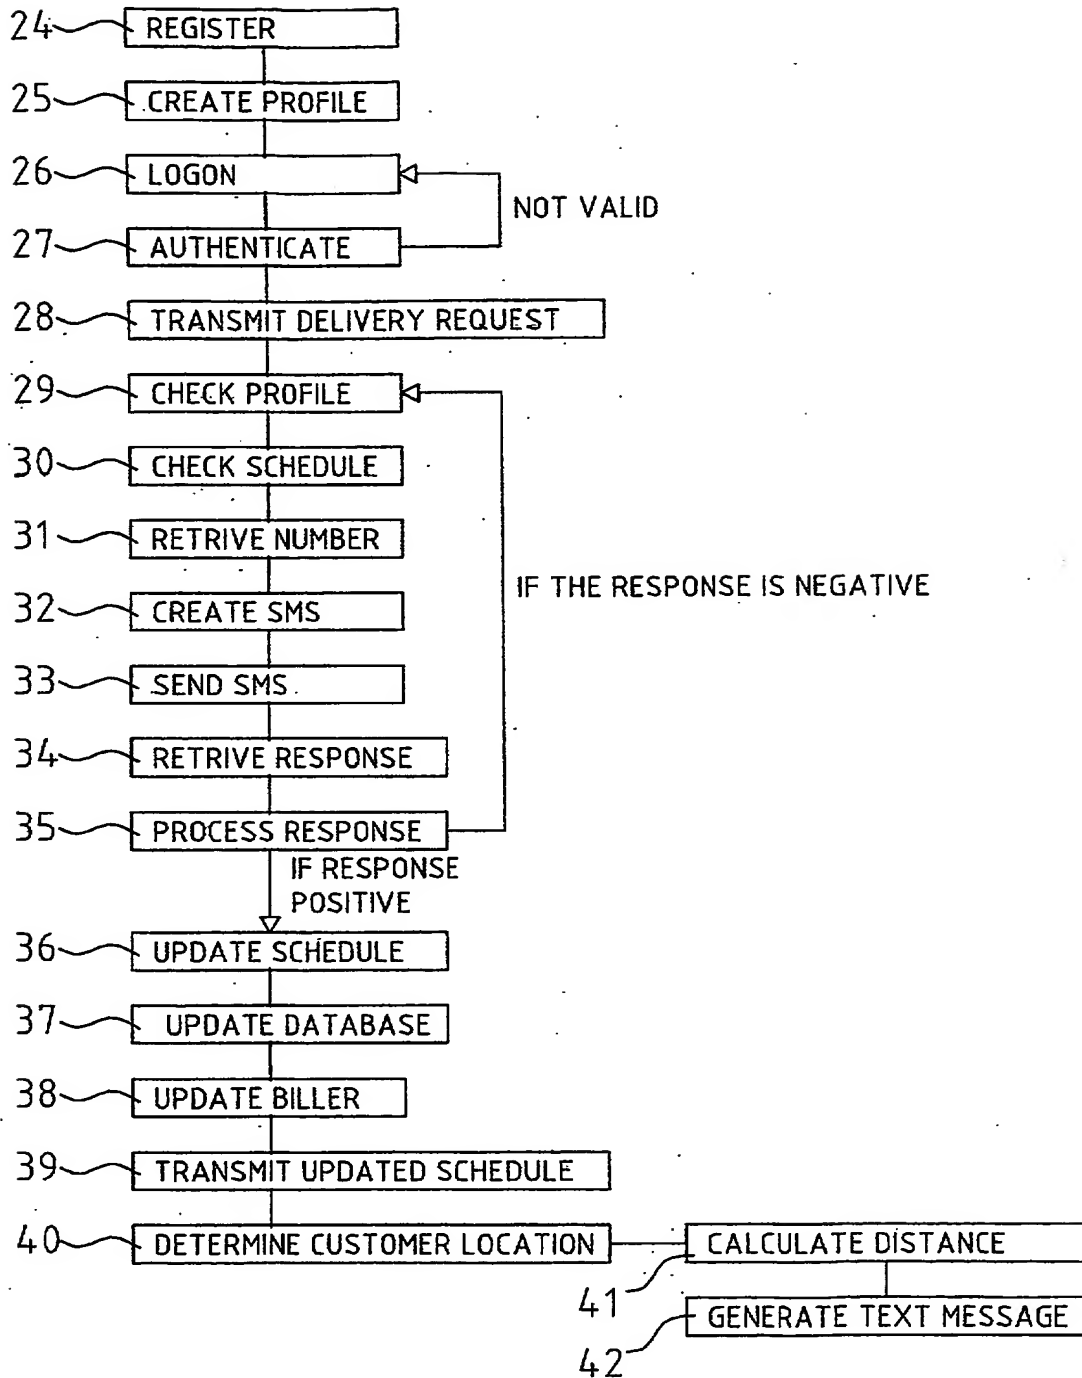 24 REGISTER
25 CREATE PROFILE
26 LOGON
NOT VALID
27 AUTHENTICATE
28 TRANSMIT DELIVERY REQUEST
29 CHECK PROFILE
30 CHECK SCHEDULE
31 RETRIVE NUMBER
IF THE RESPONSE IS NEGATIVE
32 CREATE SMS
33 SEND SMS
34 RETRIVE RESPONSE
35 PROCESS RESPONSE
IF RESPONSE
POSITIVE
36 UPDATE SCHEDULE
37 UPDATE DATABASE
38 UPDATE BILLER
39 TRANSMIT UPDATED SCHEDULE
40 DETERMINE CUSTOMER LOCATION
CALCULATE DISTANCE
41
GENERATE TEXT MESSAGE
42